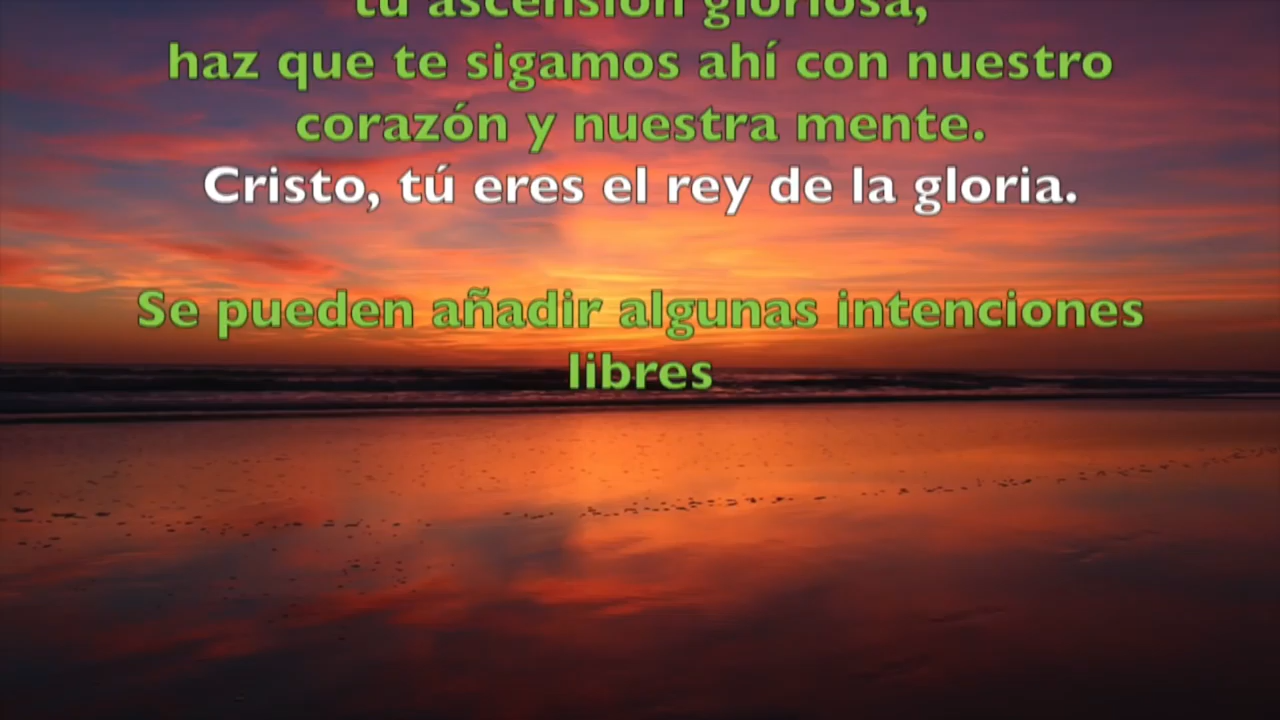 tu ascensión gloriosa,
haz que te sigamos ahí con nuestro
corazón y nuestra mente.
Cristo, tú eres el rey de la gloria.
Se pueden añadir algunas intenciones
libres